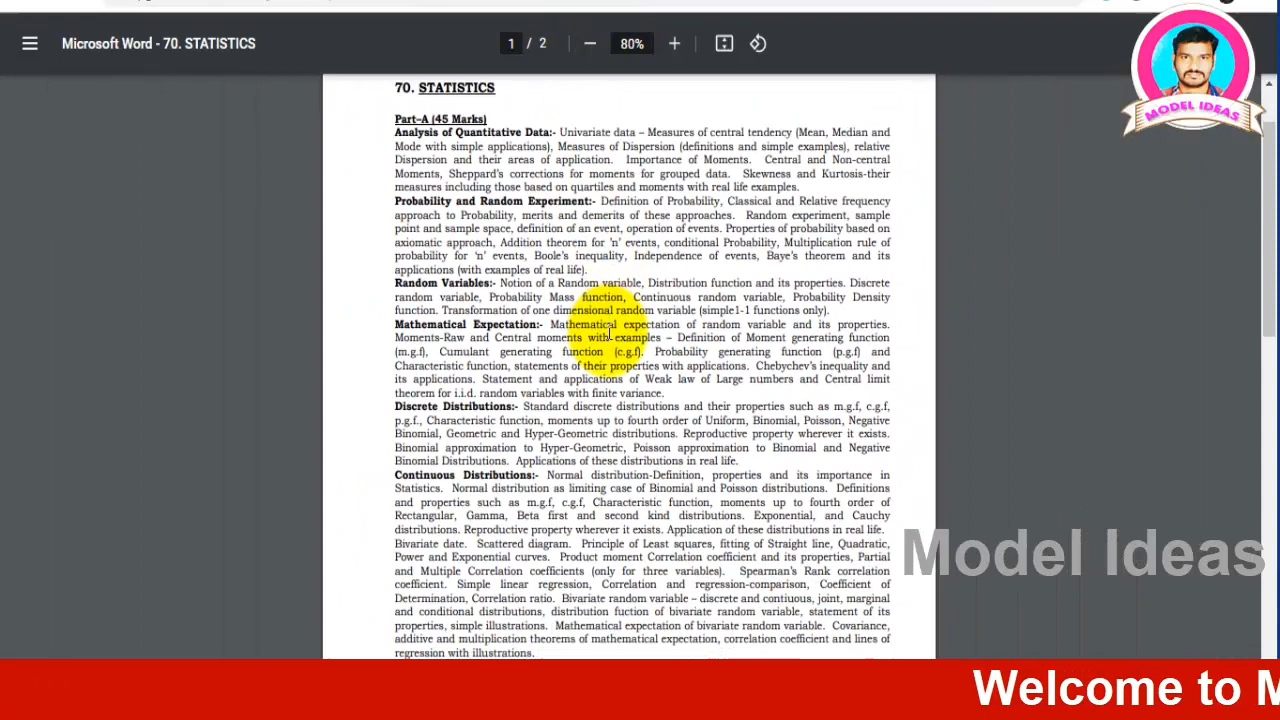 Microsoft Word - 70. STATISTICS
1 / 2
80%
MODEL IDEAS
70. STATISTICS
Part–A (45 Marks)
Analysis of Quantitative Data:- Univariate data – Measures of central tendency (Mean, Median and
Mode with simple applications), Measures of Dispersion (definitions and simple examples), relative
Dispersion and their areas of application. Importance of Moments. Central and Non-central
Moments, Sheppard's corrections for moments for grouped data. Skewness and Kurtosis-their
measures including those based on quartiles and moments with real life examples.
Probability and Random Experiment:- Definition of Probability, Classical and Relative frequency
approach to Probability, merits and demerits of these approaches. Random experiment, sample
point and sample space, definition of an event, operation of events. Properties of probability based on
axiomatic approach, Addition theorem for 'n' events, conditional Probability, Multiplication rule of
probability for 'n' events, Boole's inequality, Independence of events, Baye's theorem and its
applications (with examples of real life).
Random Variables:- Notion of a Random variable, Distribution function and its properties. Discrete
random variable, Probability Mass function, Continuous random variable, Probability Density
function. Transformation of one dimensional random variable (simple1-1 functions only).
Mathematical Expectation:- Mathematical expectation of random variable and its properties.
Moments-Raw and Central moments with examples – Definition of Moment generating function
(m.g.f), Cumulant generating function (c.g.f). Probability generating function (p.g.f) and
Characteristic function, statements of their properties with applications. Chebychev's inequality and
its applications. Statement and applications of Weak law of Large numbers and Central limit
theorem for i.i.d. random variables with finite variance.
Discrete Distributions:- Standard discrete distributions and their properties such as m.g.f, c.g.f,
p.g.f., Characteristic function, moments up to fourth order of Uniform, Binomial, Poisson, Negative
Binomial, Geometric and Hyper-Geometric distributions. Reproductive property wherever it exists.
Binomial approximation to Hyper-Geometric, Poisson approximation to Binomial and Negative
Binomial Distributions. Applications of these distributions in real life.
Continuous Distributions:- Normal distribution-Definition, properties and its importance in
Statistics. Normal distribution as limiting case of Binomial and Poisson distributions. Definitions
and properties such as m.g.f, c.g.f, Characteristic function, moments up to fourth order of
Rectangular, Gamma, Beta first and second kind distributions. Exponential, and Cauchy
distributions. Reproductive property wherever it exists. Application of these distributions in real life.
Bivariate date. Scattered diagram. Principle of Least squares, fitting of Straight line, Quadratic,
Power and Exponential curves. Product moment Correlation coefficient and its properties, Partial
and Multiple Correlation coefficients (only for three variables). Spearman's Rank correlation
coefficient. Simple linear regression, Correlation and regression-comparison, Coefficient of
Determination, Correlation ratio. Bivariate random variable – discrete and contiuous, joint, marginal
and conditional distributions, distribution fuction of bivariate random variable, statement of its
properties, simple illustrations. Mathematical expectation of bivariate random variable. Covariance,
additive and multiplication theorems of mathematical expectation, correlation coefficient and lines of
regression with illustrations.
Model Ideas
Welcome to M